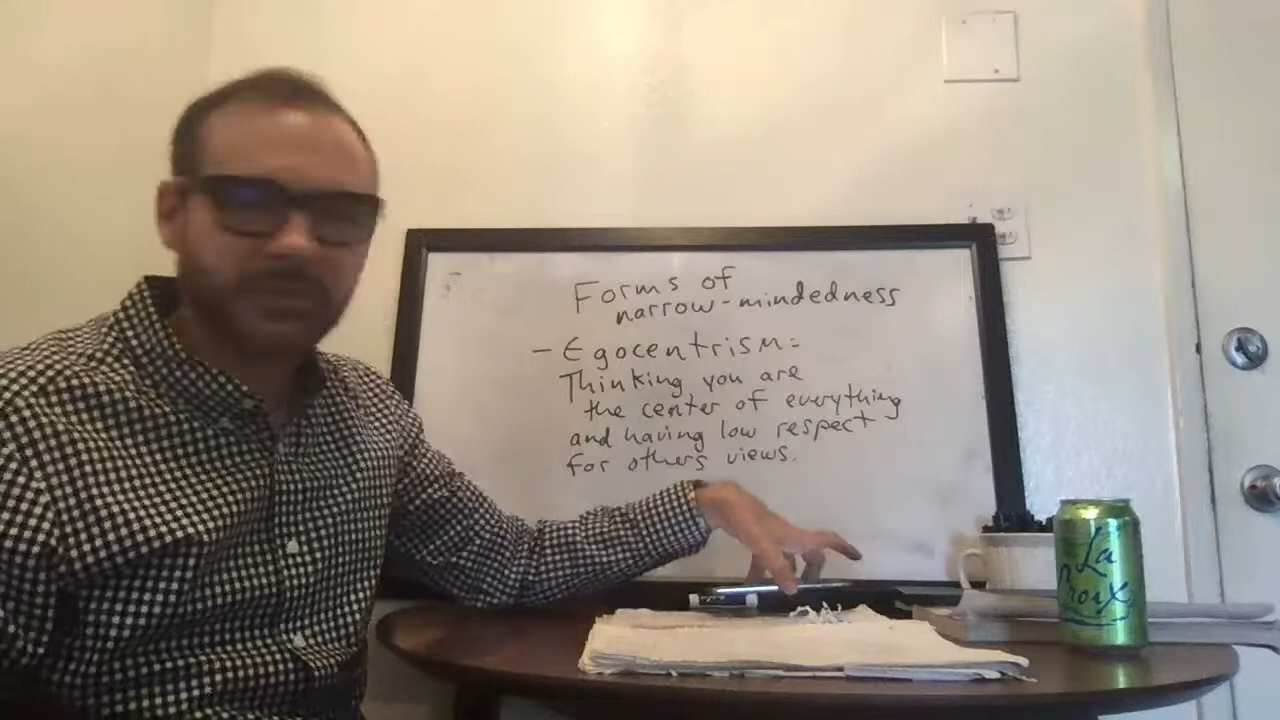 Forms of
narrow-mindedness
- Egocentrism:
Thinking you are
the center of everything
and having low respect
for others views.
La
Croix